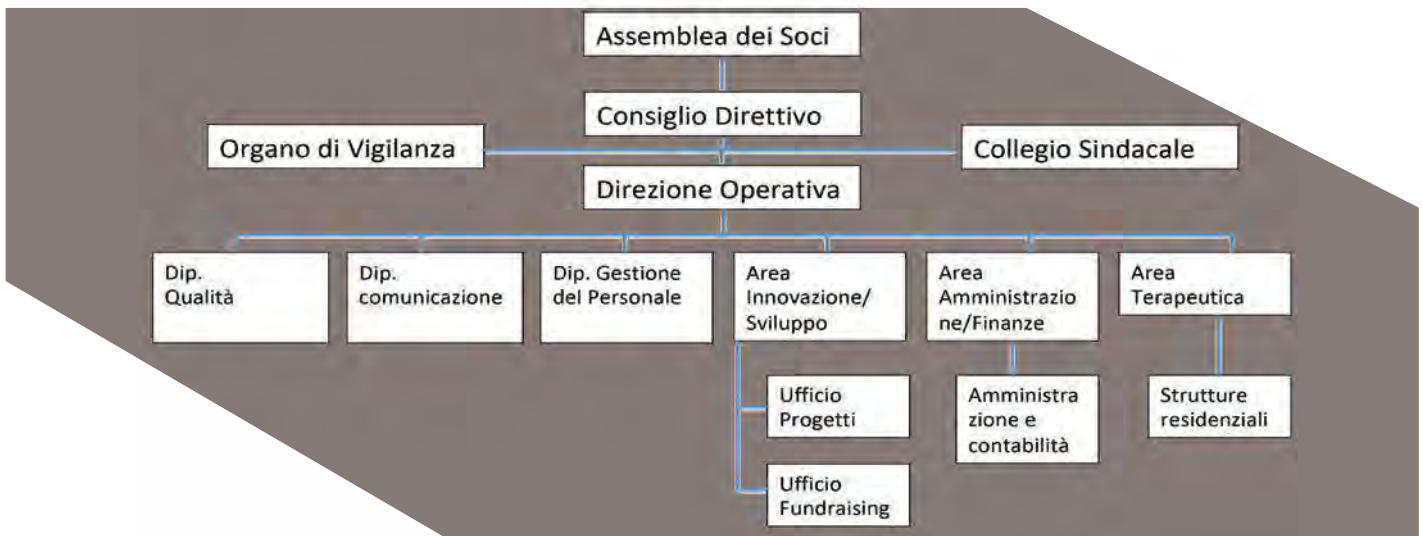 Assemblea dei Soci
Consiglio Direttivo
Organo di Vigilanza
Collegio Sindacale
Direzione Operativa
Dip.
Qualità
Dip.
comunicazione
Dip. Gestione
del Personale
Area
Innovazione/
Sviluppo
Area
Amministrazio
ne/Finanze
Area
Terapeutica
Ufficio
Progetti
Amministra
zione e
contabilità
Strutture
residenziali
Ufficio
Fundraising